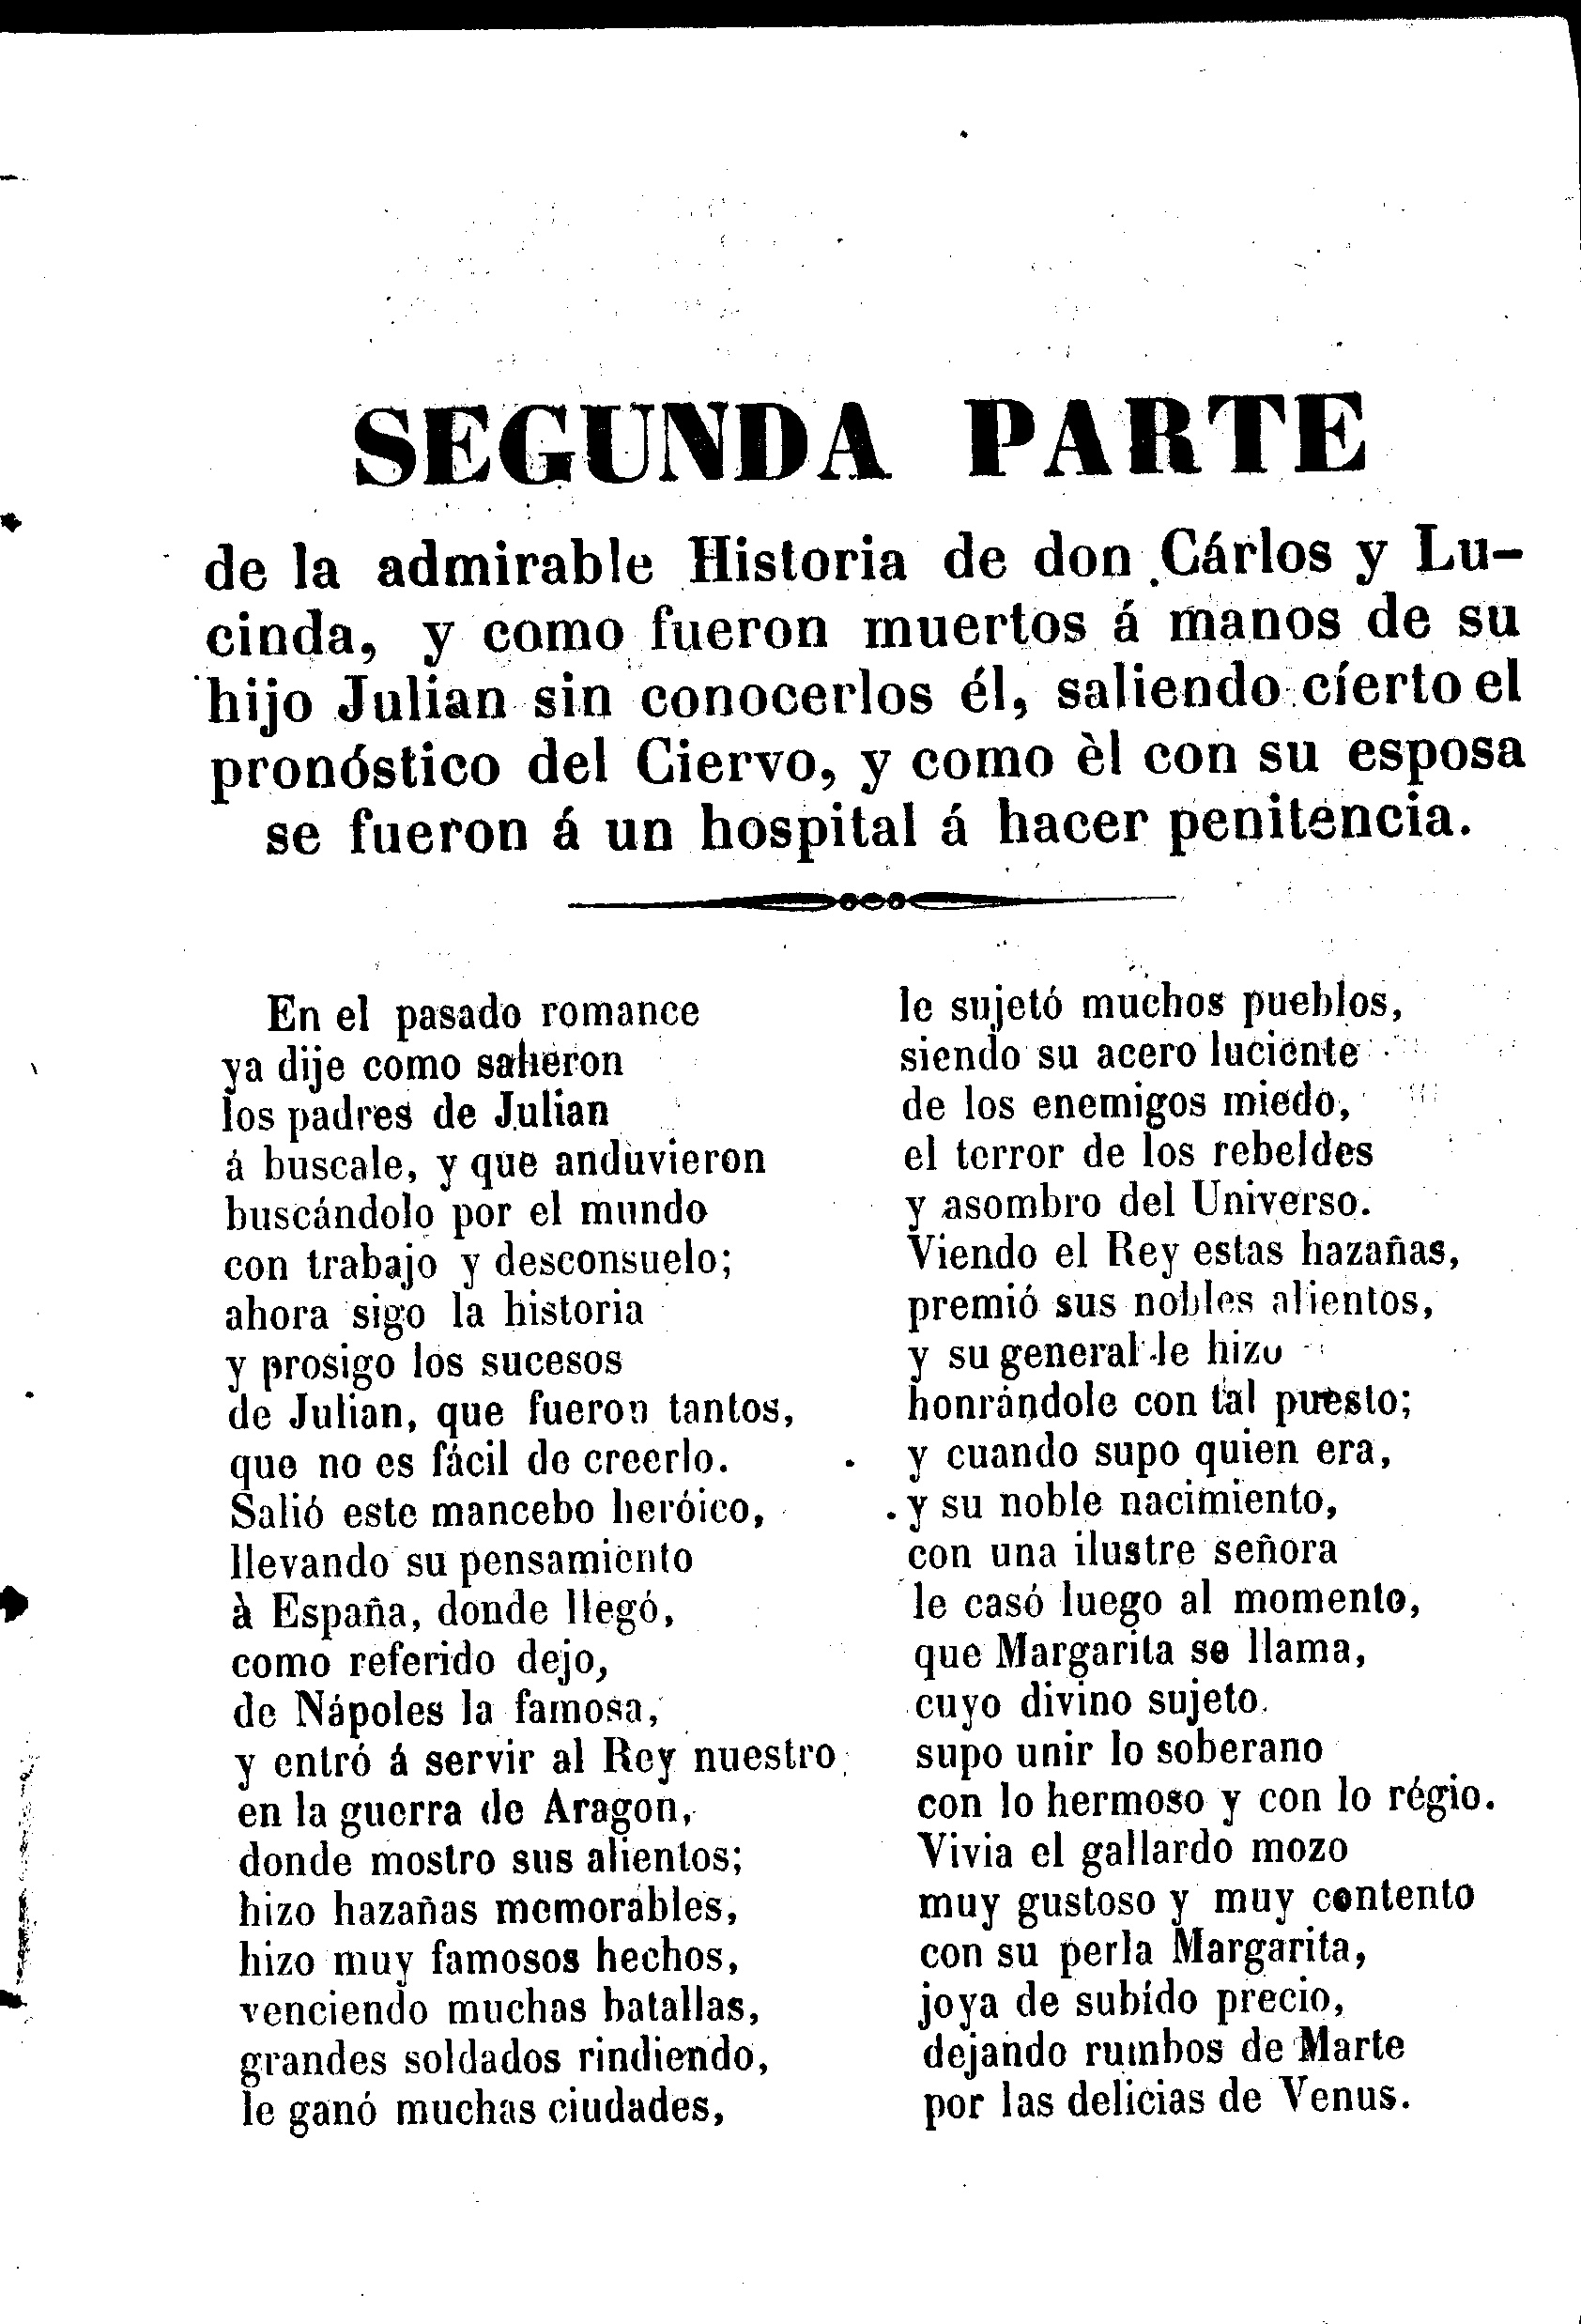 SEGUNDA PARTE
de la admirable Historia de don Cárlos y Lu-
cinda, y como fueron muertos á manos de su
hijo Julian sin conocerlos él, saliendo cíerto el
pronóstico del Ciervo, y como èl con su esposa
se fueron á un hospital á hacer penitencia.
En el pasado romance
ya dije como salieron
los padres de Julian
á buscale, y que anduvieron
buscándolo por el mundo
con trabajo y desconsuelo;
ahora sigo la historia
y prosigo los sucesos
de Julian, que fueron tantos,
que no es fácil de creerlo.
Salió este mancebo heróico,
llevando su pensamiento
à España, donde llegó,
como referido dejo,
de Nápoles la famosa,
y entró á servir al Rey nuestro
en la guerra de Aragon,
donde mostro sus alientos;
hizo hazañas memorables,
hizo muy famosos hechos,
venciendo muchas batallas,
grandes soldados rindiendo,
le ganó muchas ciudades,
le sujetó muchos pueblos,
siendo su acero luciente
de los enemigos miedo,
el terror de los rebeldes
y asombro del Universo.
Viendo el Rey estas hazañas,
premió sus nobles alientos,
y su general le hizo
honrándole con tal puesto;
y cuando supo quien era,
y su noble nacimiento,
con una ilustre señora
le casó luego al momento,
que Margarita se llama,
cuyo divino sujeto
supo unir lo soberano
con lo hermoso y con lo régio.
Vivia el gallardo mozo
muy gustoso y muy contento
con su perla Margarita,
joya de subído precio,
dejando rumbos de Marte
por las delicias de Venus.